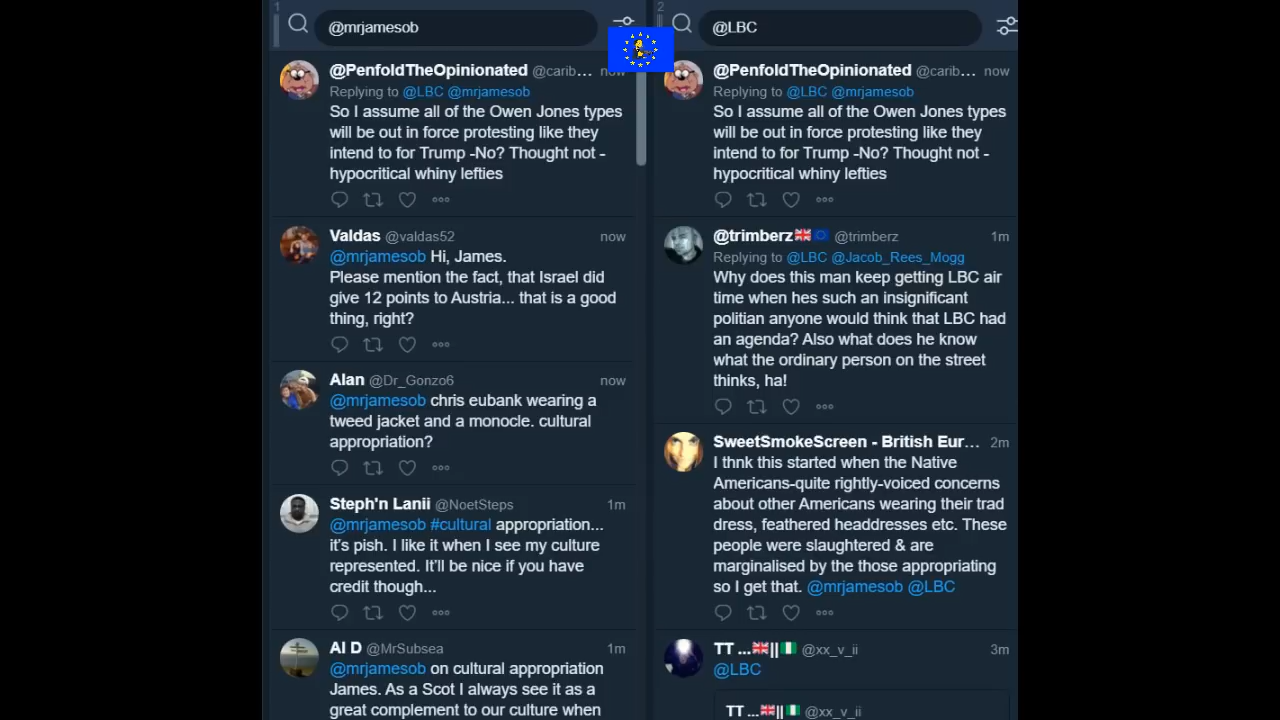 1
@mrjamesob
@PenfoldTheOpinionated @carib... now
Replying to @LBC @mrjamesob
So I assume all of the Owen Jones types
will be out in force protesting like they
intend to for Trump -No? Thought not -
hypocritical whiny lefties
Valdas @valdas52 now
@mrjamesob Hi, James.
Please mention the fact, that Israel did
give 12 points to Austria... that is a good
thing, right?
Alan @Dr_Gonzo6 now
@mrjamesob chris eubank wearing a
tweed jacket and a monocle. cultural
appropriation?
Steph'n Lanii @NoetSteps 1m
@mrjamesob #cultural appropriation...
it's pish. I like it when I see my culture
represented. It'll be nice if you have
credit though...
Al D @MrSubsea 1m
@mrjamesob on cultural appropriation
James. As a Scot I always see it as a
great complement to our culture when
2
@LBC
@PenfoldTheOpinionated @carib... now
Replying to @LBC @mrjamesob
So I assume all of the Owen Jones types
will be out in force protesting like they
intend to for Trump -No? Thought not -
hypocritical whiny lefties
@trimberz🇬🇧🇪🇺 @trimberz 1m
Replying to @LBC @Jacob_Rees_Mogg
Why does this man keep getting LBC air
time when hes such an insignificant
politian anyone would think that LBC had
an agenda? Also what does he know
what the ordinary person on the street
thinks, ha!
SweetSmokeScreen - British Eur... 2m
I thnk this started when the Native
Americans-quite rightly-voiced concerns
about other Americans wearing their trad
dress, feathered headdresses etc. These
people were slaughtered & are
marginalised by the those appropriating
so I get that. @mrjamesob @LBC
TT ...🇬🇧||🇳🇬 @xx_v_ii 3m
@LBC
TT ...🇬🇧||🇳🇬 @xx_v_ii